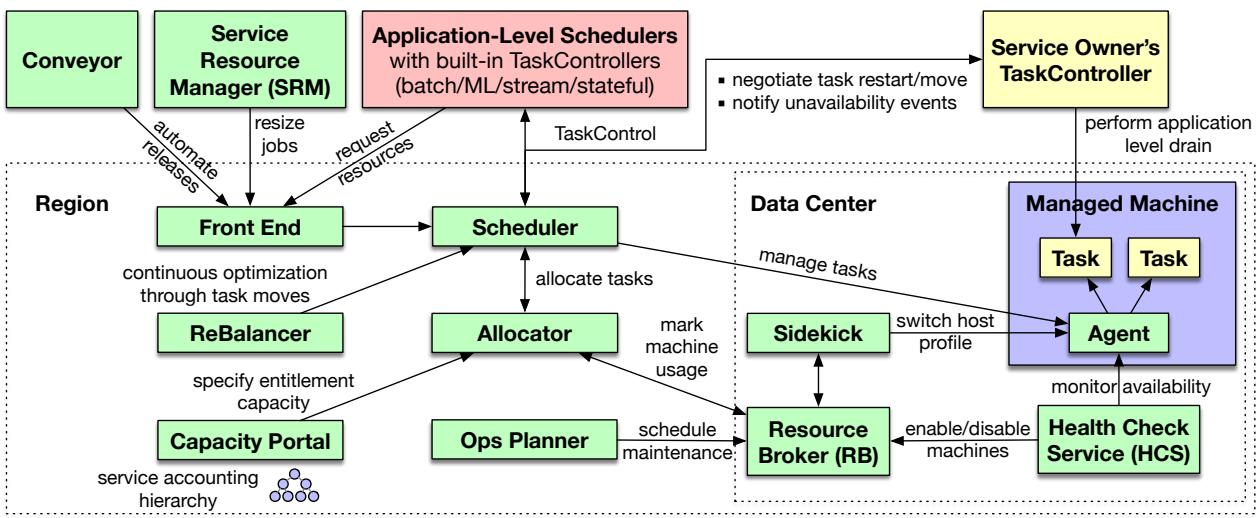 Conveyor
Service
Resource
Manager (SRM)
Application-Level Schedulers
with built-in TaskControllers
(batch/ML/stream/stateful)
▪ negotiate task restart/move
▪ notify unavailability events
Service Owner's
TaskController
automate
releases
resize
jobs
request
resources
TaskControl
perform application
level drain
Region
Front End
Scheduler
Data Center
Managed Machine
Task
Task
continuous optimization
through task moves
allocate tasks
manage tasks
ReBalancer
Allocator
mark
machine
usage
Sidekick
switch host
profile
Agent
specify entitlement
capacity
monitor availability
Capacity Portal
Ops Planner
schedule
maintenance
Resource
Broker (RB)
enable/disable
machines
Health Check
Service (HCS)
service accounting
hierarchy